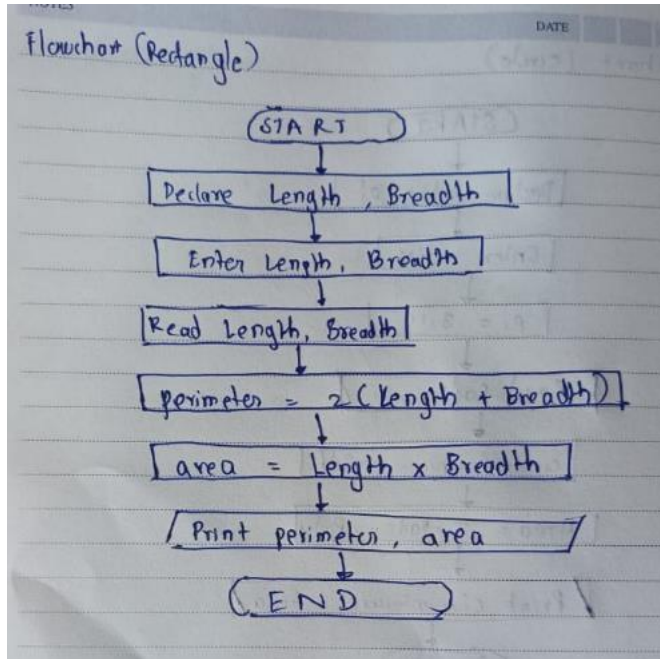 NOTES
DATE
Flowchart (Rectangle)
START
Declare Length, Breadth
Enter Length, Breadth
Read Length, Breadth
perimeter = 2 (Length + Breadth)
area = Length x Breadth
Print perimeter, area
END